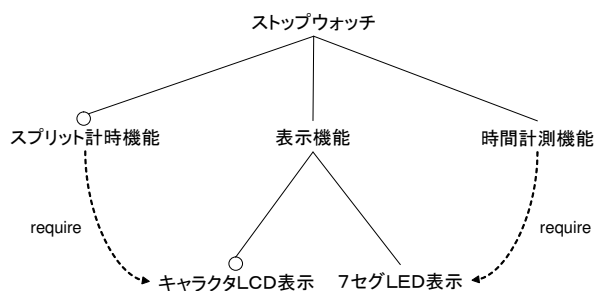 ストップウォッチ
スプリット計時機能
表示機能
時間計測機能
require
require
キャラクタLCD表示
7セグLED表示